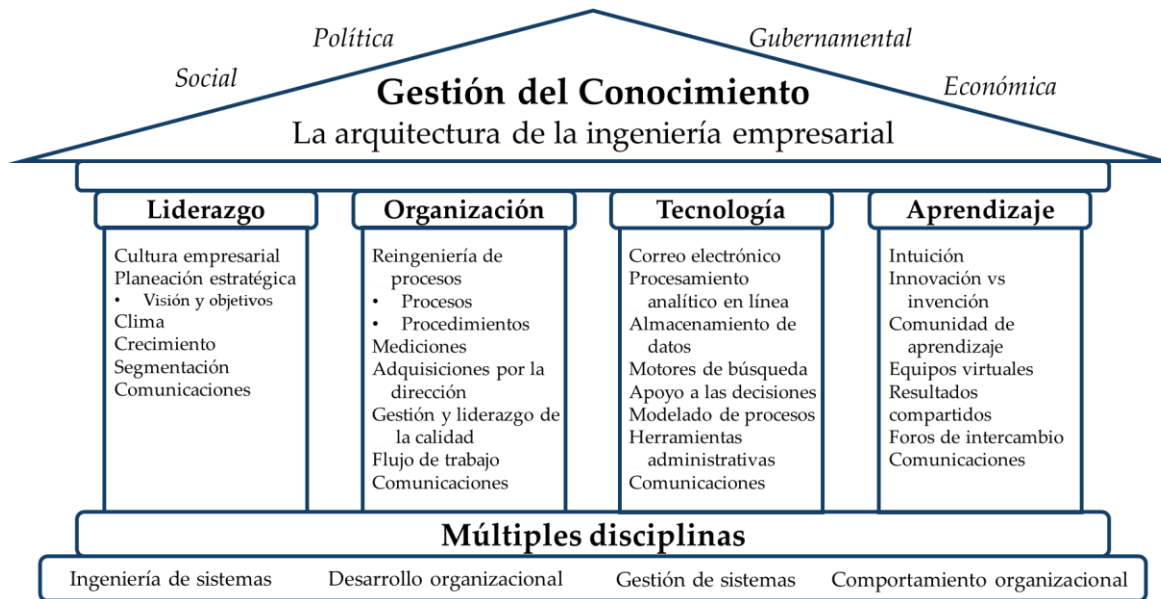 Política
Gubernamental
Social
Económica
Gestión del Conocimiento
La arquitectura de la ingeniería empresarial
Liderazgo
Cultura empresarial
Planeación estratégica
• Visión y objetivos
Clima
Crecimiento
Segmentación
Comunicaciones
Organización
Reingeniería de
procesos
• Procesos
• Procedimientos
Mediciones
Adquisiciones por la
dirección
Gestión y liderazgo de
la calidad
Flujo de trabajo
Comunicaciones
Tecnología
Correo electrónico
Procesamiento
analítico en línea
Almacenamiento de
datos
Motores de búsqueda
Apoyo a las decisiones
Modelado de procesos
Herramientas
administrativas
Comunicaciones
Aprendizaje
Intuición
Innovación vs
invención
Comunidad de
aprendizaje
Equipos virtuales
Resultados
compartidos
Foros de intercambio
Comunicaciones
Múltiples disciplinas
Ingeniería de sistemas
Desarrollo organizacional
Gestión de sistemas
Comportamiento organizacional